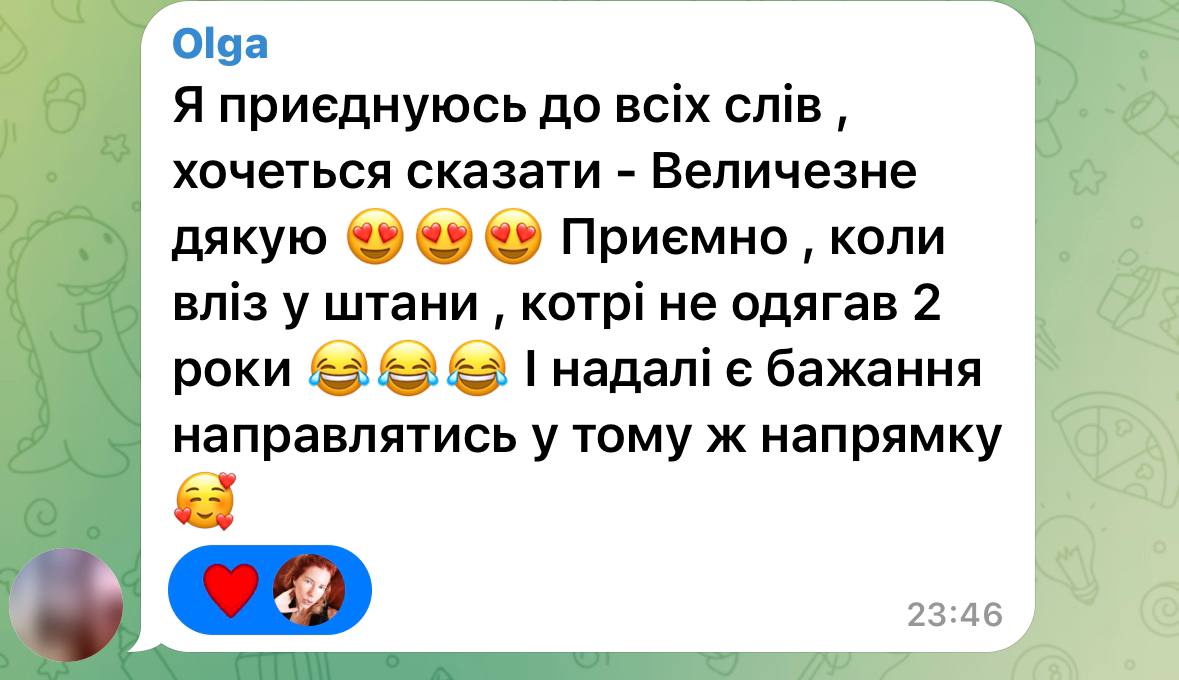 Olga
Я приєднуюсь до всіх слів ,
хочеться сказати - Величезне
дякую 😍😍😍 Приємно , коли
вліз у штани , котрі не одягав 2
роки 😂😂😂 І надалі є бажання
направлятись у тому ж напрямку
🥰
23:46